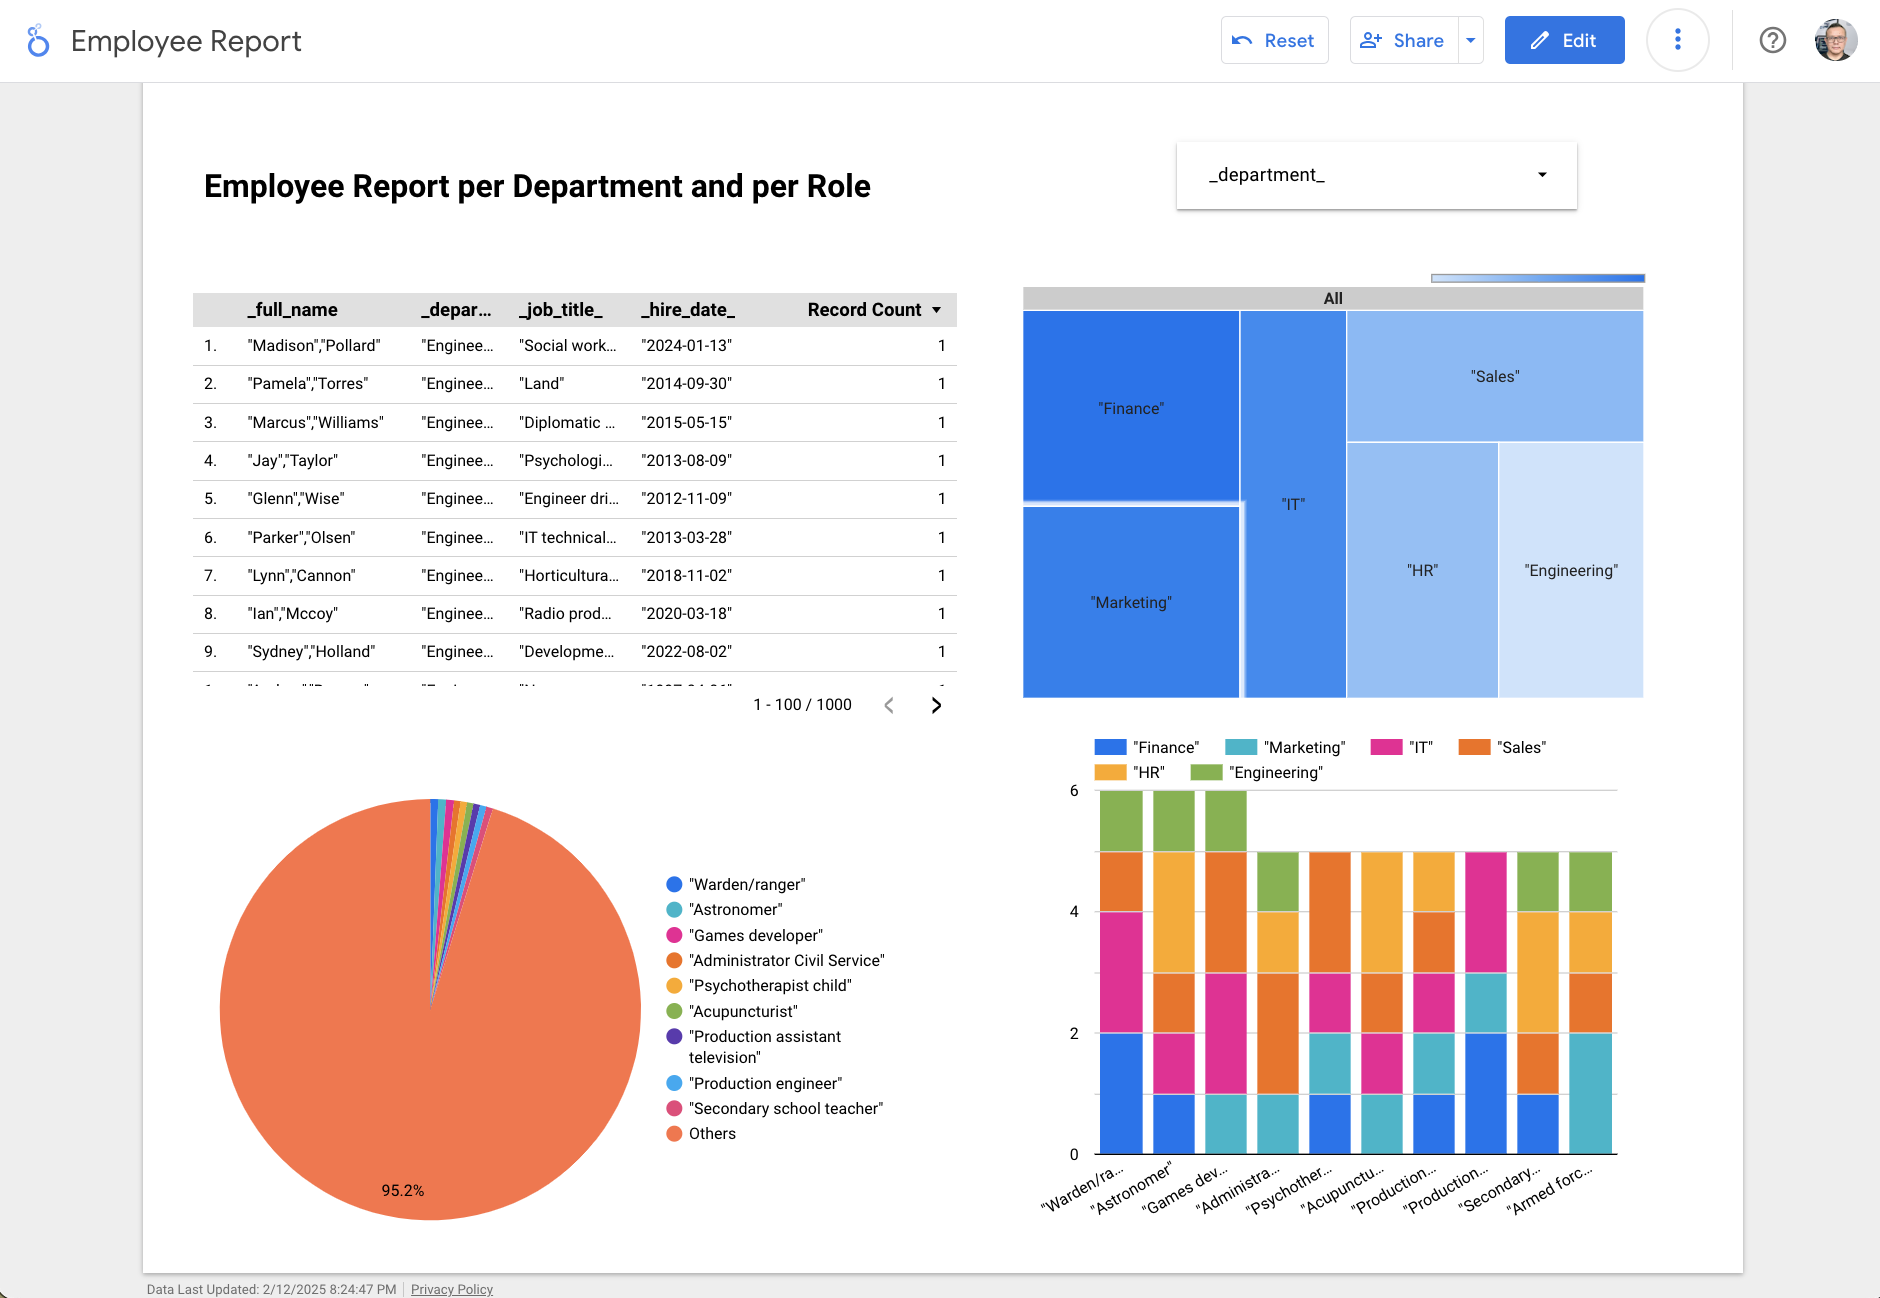 Employee Report
Reset
Share
Edit
Employee Report per Department and per Role
_department_
_full_name _depar... _job_title_ _hire_date_ Record Count
1. "Madison","Pollard" "Enginee... "Social work... "2024-01-13" 1
2. "Pamela","Torres" "Enginee... "Land" "2014-09-30" 1
3. "Marcus","Williams" "Enginee... "Diplomatic ... "2015-05-15" 1
4. "Jay","Taylor" "Enginee... "Psychologi... "2013-08-09" 1
5. "Glenn","Wise" "Enginee... "Engineer dri... "2012-11-09" 1
6. "Parker","Olsen" "Enginee... "IT technical... "2013-03-28" 1
7. "Lynn","Cannon" "Enginee... "Horticultura... "2018-11-02" 1
8. "Ian","Mccoy" "Enginee... "Radio prod... "2020-03-18" 1
9. "Sydney","Holland" "Enginee... "Developme... "2022-08-02" 1
1 - 100 / 1000
All
"Finance"
"Marketing"
"IT"
"Sales"
"HR"
"Engineering"
"Warden/ranger"
"Astronomer"
"Games developer"
"Administrator Civil Service"
"Psychotherapist child"
"Acupuncturist"
"Production assistant
television"
"Production engineer"
"Secondary school teacher"
Others
95.2%
"Finance" "Marketing" "IT" "Sales"
"HR" "Engineering"
6
4
2
0
"Warden/ra...
"Astronomer"
"Games dev...
"Administra...
"Psychother...
"Acupunctu...
"Production...
"Production...
"Secondary...
"Armed forc...
Data Last Updated: 2/12/2025 8:24:47 PM Privacy Policy